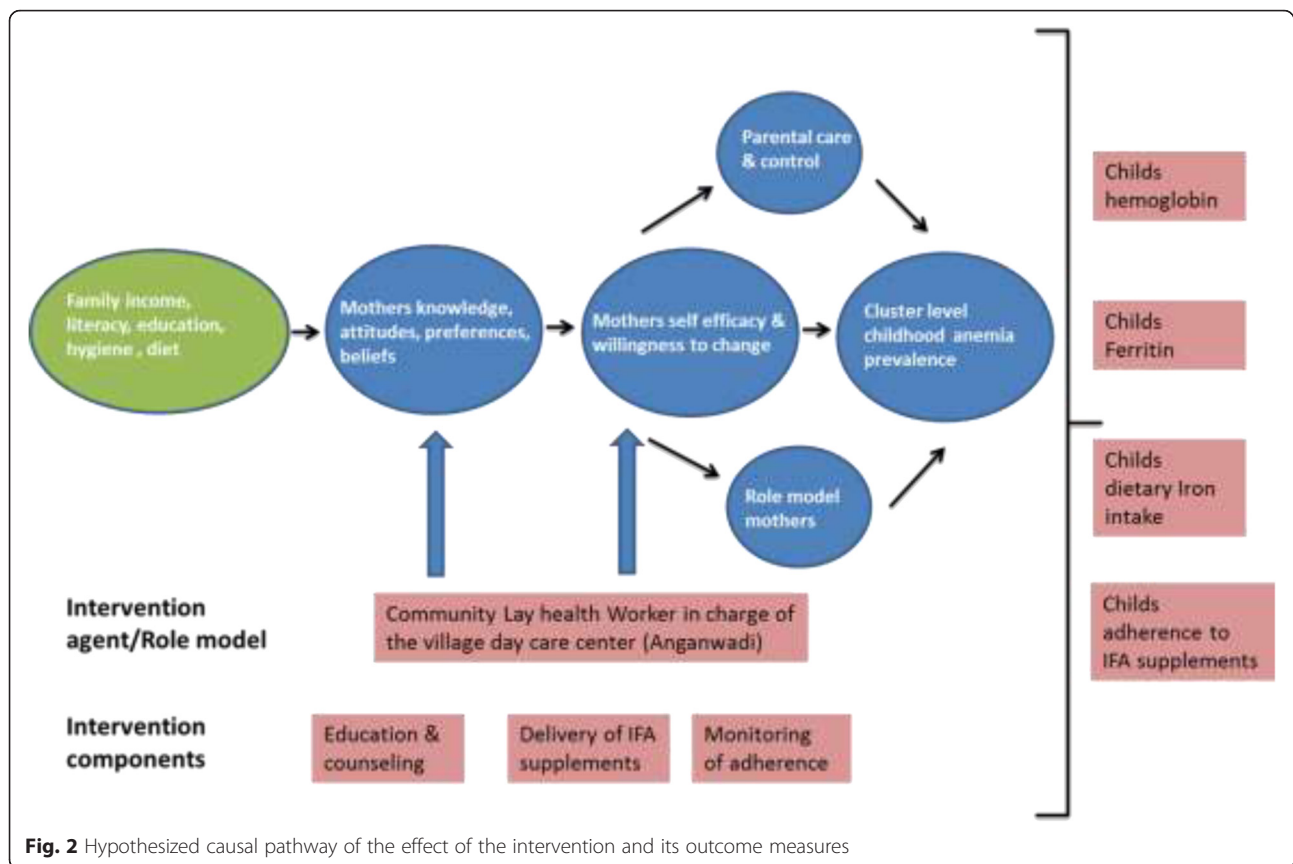 Parental care
& control
Childs
hemoglobin
Family income,
literacy, education,
hygiene , diet
Mothers knowledge,
attitudes, preferences,
beliefs
Mothers self efficacy &
willingness to change
Cluster level
childhood anemia
prevalence
Childs
Ferritin
Role model
mothers
Childs
dietary Iron
intake
Intervention
agent/Role model
Community Lay health Worker in charge of
the village day care center (Anganwadi)
Childs
adherence to
IFA supplements
Intervention
components
Education &
counseling
Delivery of IFA
supplements
Monitoring
of adherence
Fig. 2 Hypothesized causal pathway of the effect of the intervention and its outcome measures